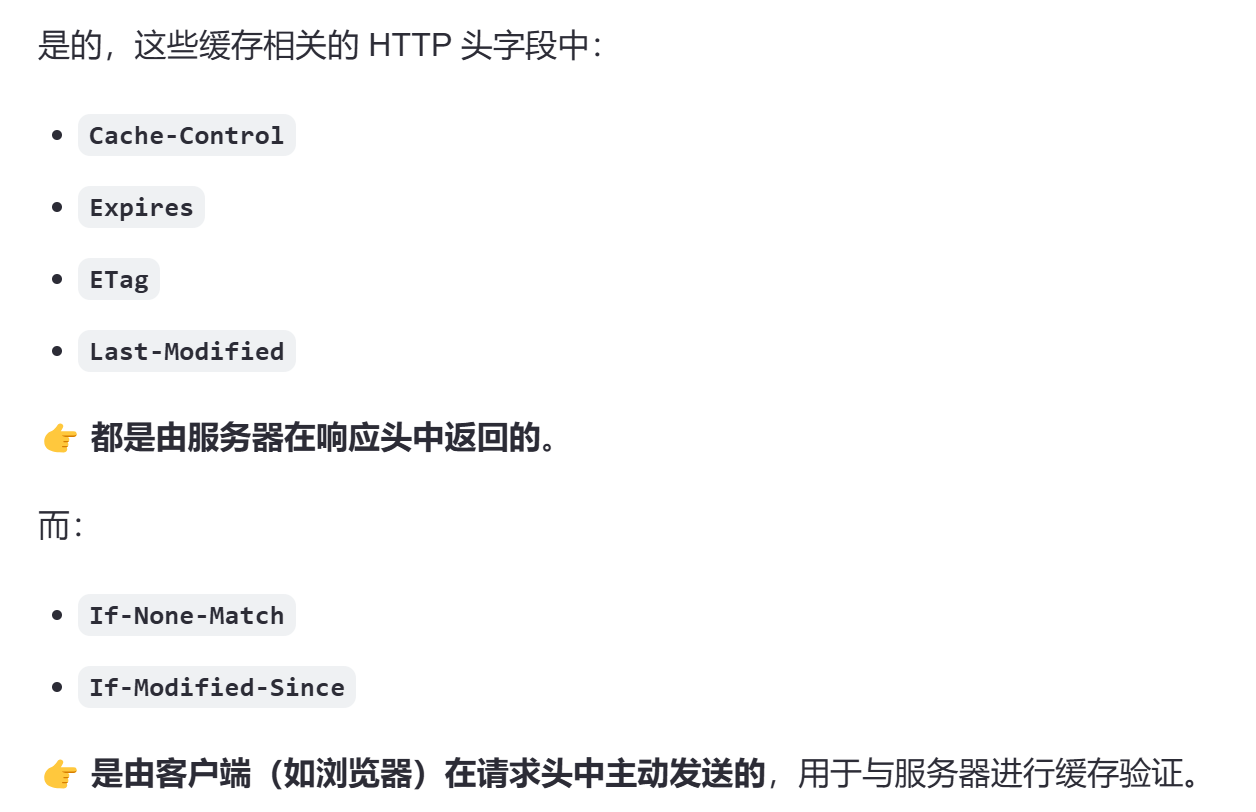 是的，这些缓存相关的 HTTP 头字段中：
• Cache-Control
• Expires
• ETag
• Last-Modified
👉 都是由服务器在响应头中返回的。
而：
• If-None-Match
• If-Modified-Since
👉 是由客户端（如浏览器）在请求头中主动发送的，用于与服务器进行缓存验证。